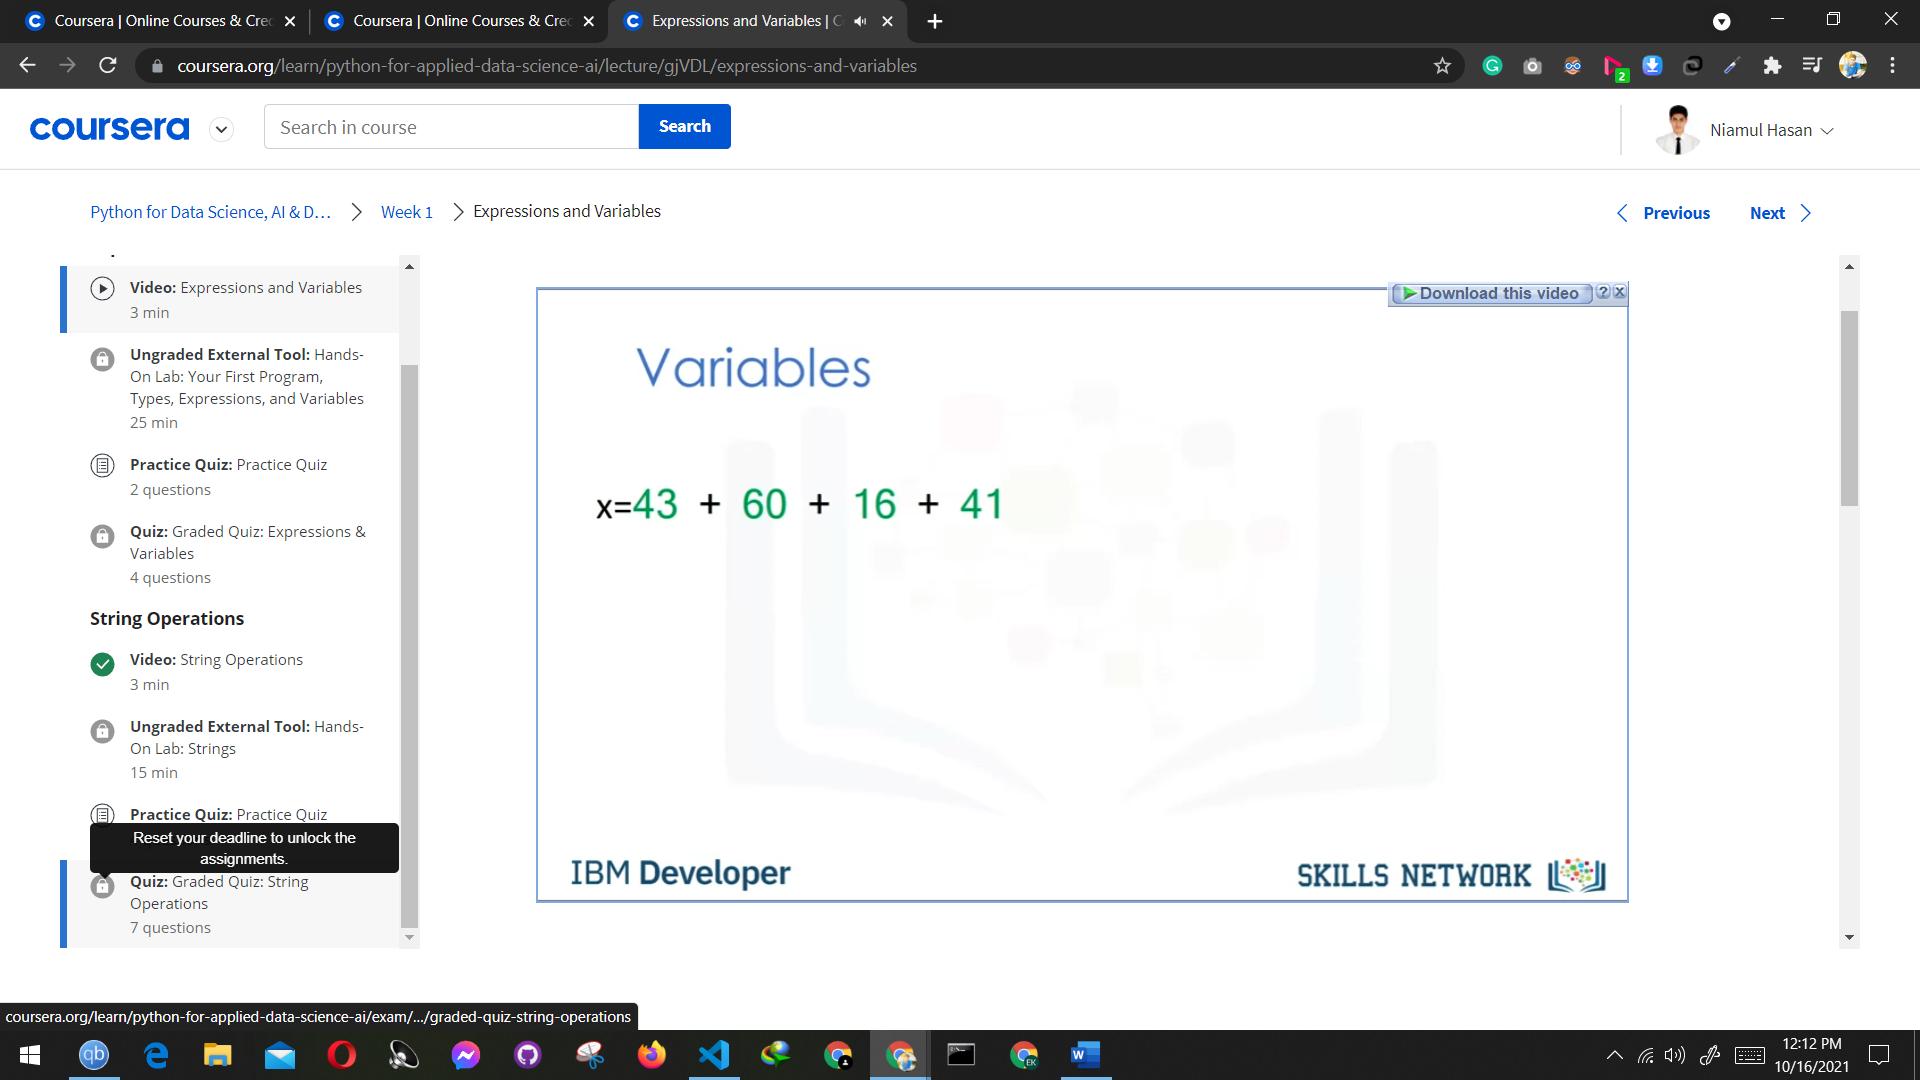 Coursera | Online Courses & Cre
Coursera | Online Courses & Cre
Expressions and Variables |
coursera.org/learn/python-for-applied-data-science-ai/lecture/gjVDL/expressions-and-variables
2
coursera
Search in course
Search
Niamul Hasan
Python for Data Science, AI & D...
Week 1
Expressions and Variables
Previous
Next
Video: Expressions and Variables
3 min
Ungraded External Tool: Hands-
On Lab: Your First Program,
Types, Expressions, and Variables
25 min
Practice Quiz: Practice Quiz
2 questions
Quiz: Graded Quiz: Expressions &
Variables
4 questions
String Operations
Video: String Operations
3 min
Ungraded External Tool: Hands-
On Lab: Strings
15 min
Practice Quiz: Practice Quiz
Reset your deadline to unlock the
assignments.
Quiz: Graded Quiz: String
Operations
7 questions
Download this video
?
Variables
x=43 + 60 + 16 + 41
IBM Developer
SKILLS NETWORK
coursera.org/learn/python-for-applied-data-science-ai/exam/.../graded-quiz-string-operations
qb
EK
W
12:12 PM
10/16/2021